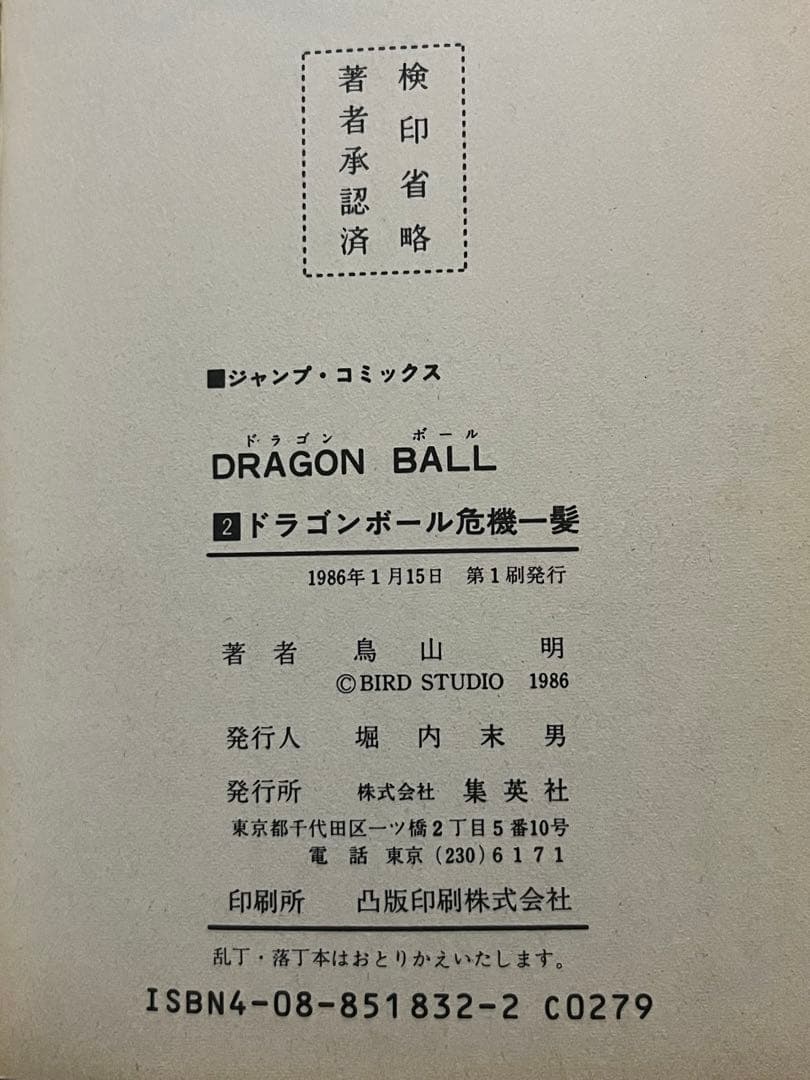 検印省略
著者承認済
■ジャンプ・コミックス
ドラゴン ボール
DRAGON BALL
2 ドラゴンボール危機一髪
1986年1月15日 第1刷発行
著者 鳥山 明
©BIRD STUDIO 1986
発行人 堀内末男
発行所 株式会社 集英社
東京都千代田区一ツ橋2丁目5番10号
電話 東京(230)6171
印刷所 凸版印刷株式会社
乱丁・落丁本はおとりかえいたします。
ISBN4-08-851832-2 C0279